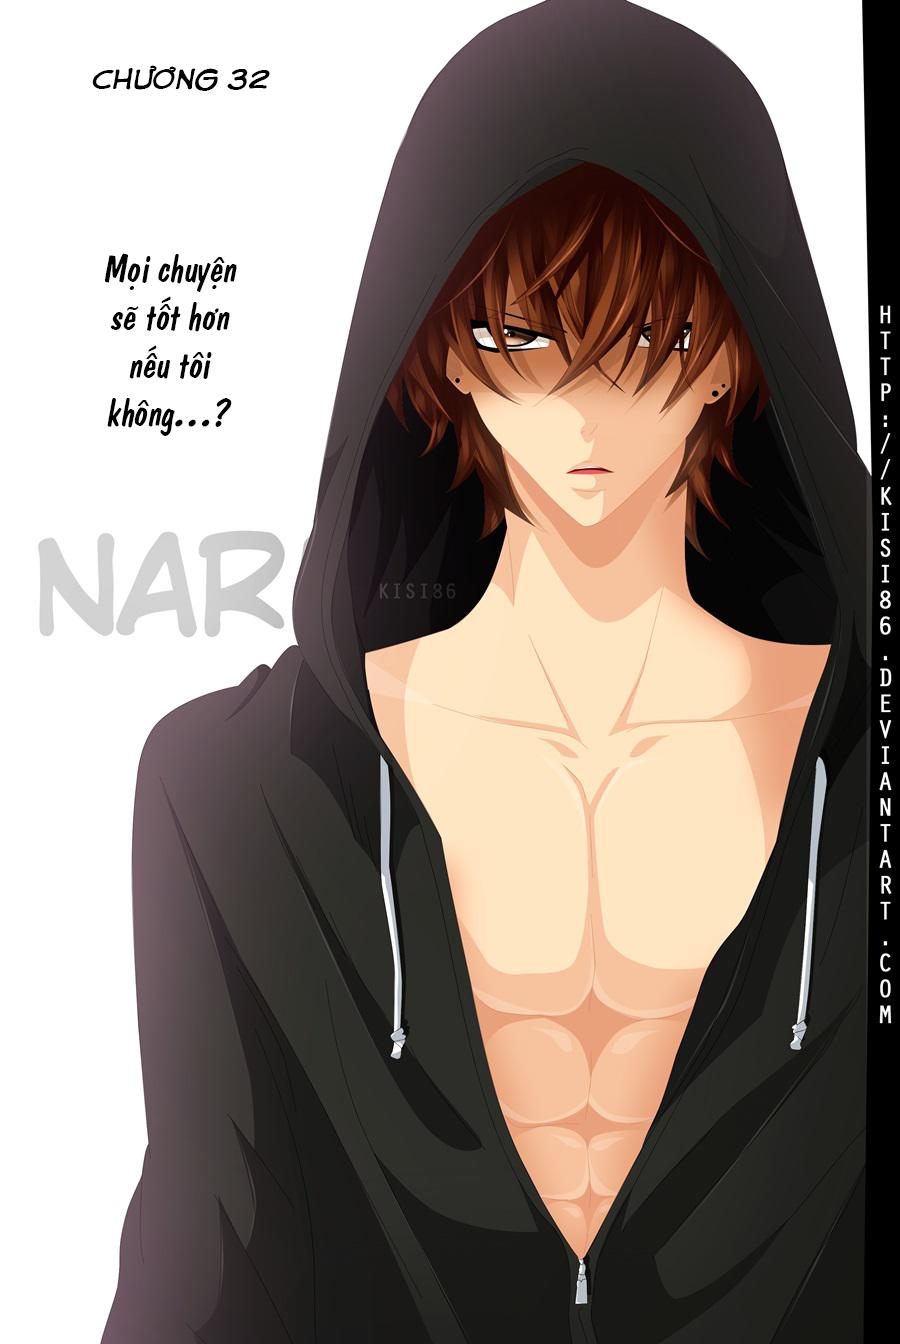 CHƯƠNG 32
Mọi chuyện
sẽ tốt hơn
nếu tôi
không...?
NAR
KISI86
HTTP://KISI86.DEVIANTART.COM